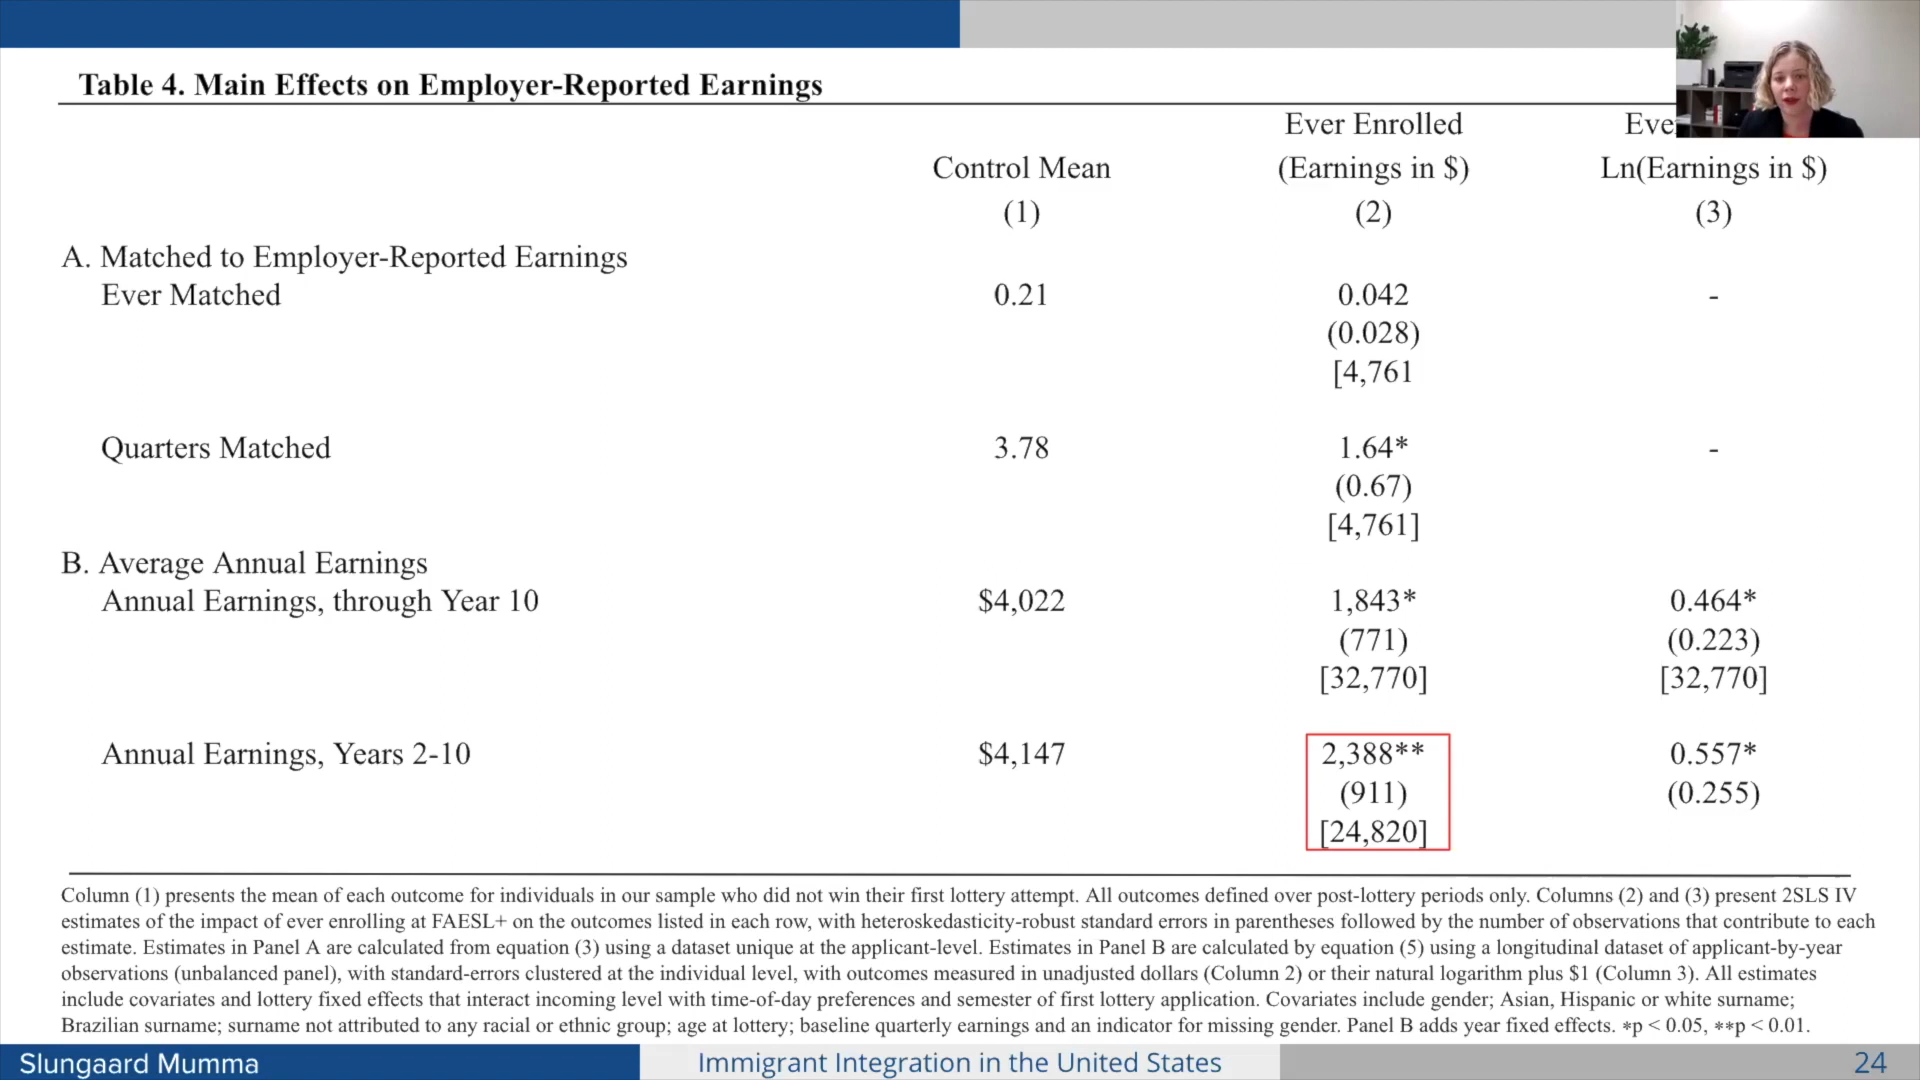 Table 4. Main Effects on Employer-Reported Earnings
Ever Enrolled
Control Mean (Earnings in $) Ln(Earnings in $)
(1) (2) (3)
A. Matched to Employer-Reported Earnings
Ever Matched 0.21 0.042 -
(0.028)
[4,761
Quarters Matched 3.78 1.64* -
(0.67)
[4,761]
B. Average Annual Earnings
Annual Earnings, through Year 10 $4,022 1,843* 0.464*
(771) (0.223)
[32,770] [32,770]
Annual Earnings, Years 2-10 $4,147 2,388** 0.557*
(911) (0.255)
[24,820]
Column (1) presents the mean of each outcome for individuals in our sample who did not win their first lottery attempt. All outcomes defined over post-lottery periods only. Columns (2) and (3) present 2SLS IV
estimates of the impact of ever enrolling at FAESL+ on the outcomes listed in each row, with heteroskedasticity-robust standard errors in parentheses followed by the number of observations that contribute to each
estimate. Estimates in Panel A are calculated from equation (3) using a dataset unique at the applicant-level. Estimates in Panel B are calculated by equation (5) using a longitudinal dataset of applicant-by-year
observations (unbalanced panel), with standard-errors clustered at the individual level, with outcomes measured in unadjusted dollars (Column 2) or their natural logarithm plus $1 (Column 3). All estimates
include covariates and lottery fixed effects that interact incoming level with time-of-day preferences and semester of first lottery application. Covariates include gender; Asian, Hispanic or white surname;
Brazilian surname; surname not attributed to any racial or ethnic group; age at lottery; baseline quarterly earnings and an indicator for missing gender. Panel B adds year fixed effects. *p < 0.05, **p < 0.01.
Slungaard Mumma Immigrant Integration in the United States 24